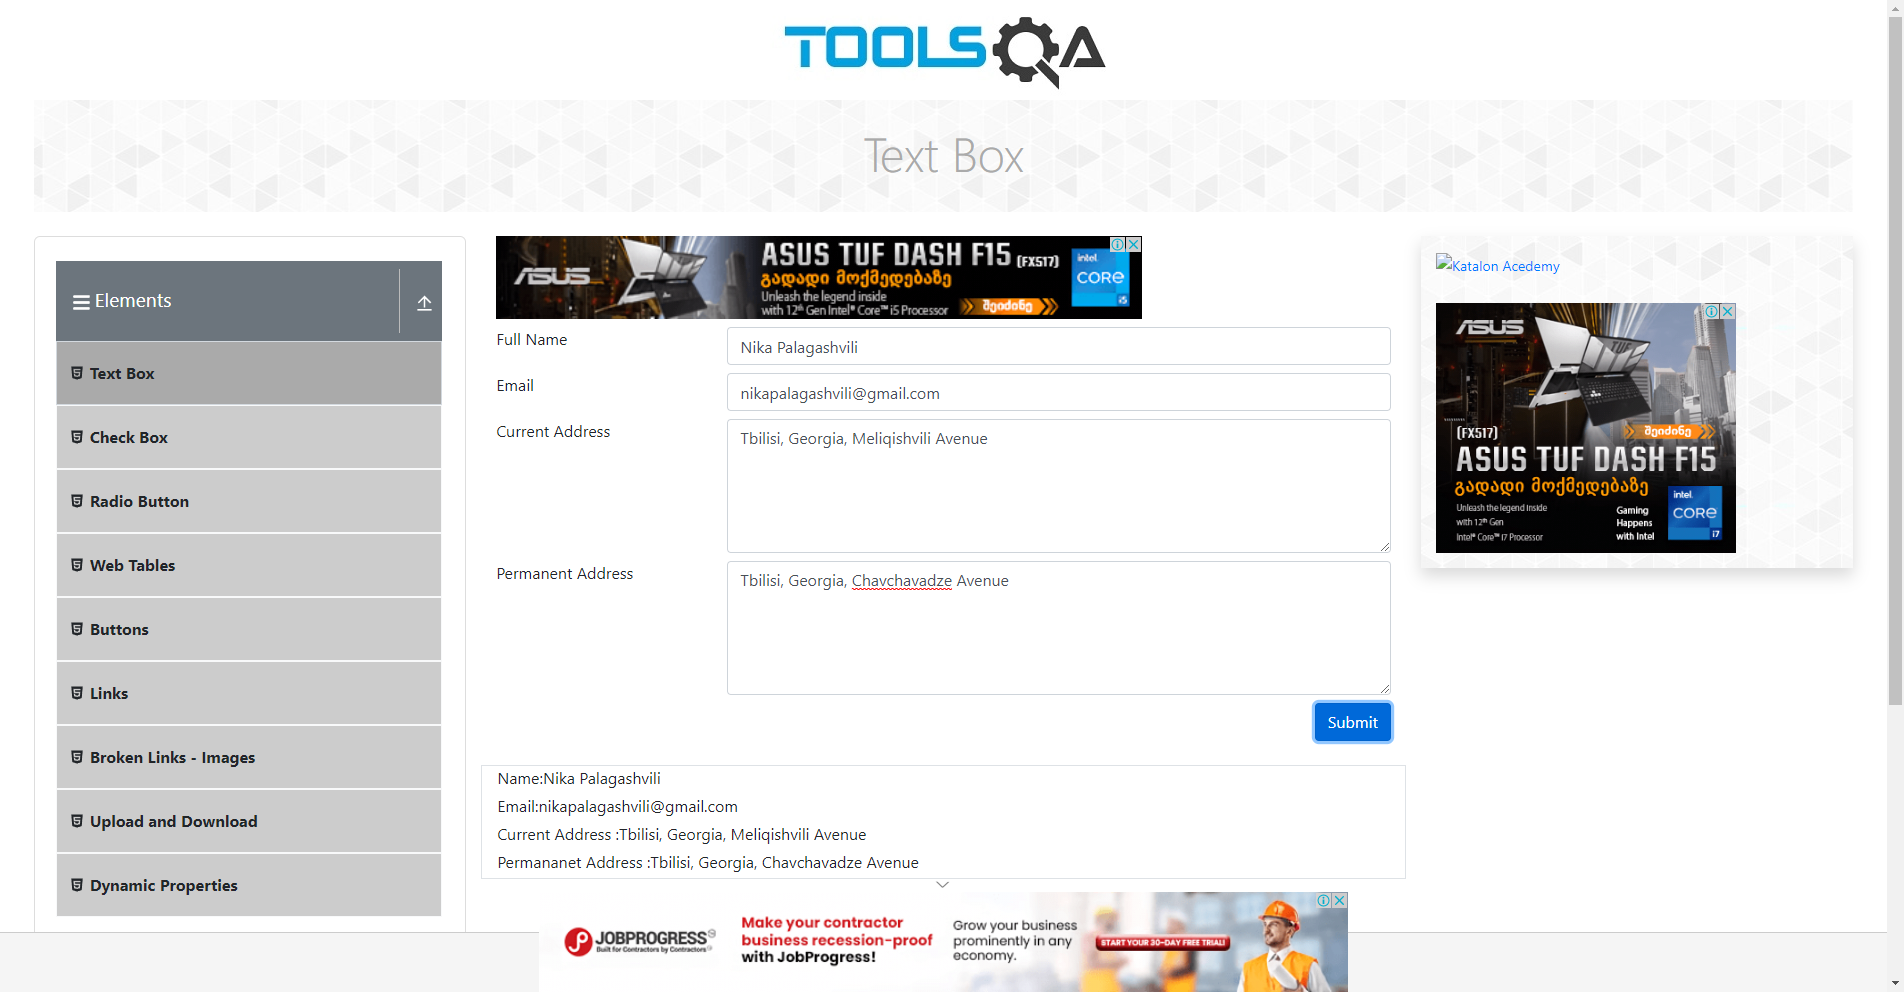 TOOLSQA
Text Box
Elements
Text Box
Check Box
Radio Button
Web Tables
Buttons
Links
Broken Links - Images
Upload and Download
Dynamic Properties
ASUS
ASUS TUF DASH F15 (FX517)
გადადი მოქმედებაზე
Unleash the legend inside
with 12th Gen Intel® Core™ i5 Processor
შეიძინე
intel
CORE
i5
Full Name
Nika Palagashvili
Email
nikapalagashvili@gmail.com
Current Address
Tbilisi, Georgia, Meliqishvili Avenue
Permanent Address
Tbilisi, Georgia, Chavchavadze Avenue
Submit
Name:Nika Palagashvili
Email:nikapalagashvili@gmail.com
Current Address :Tbilisi, Georgia, Meliqishvili Avenue
Permananet Address :Tbilisi, Georgia, Chavchavadze Avenue
Katalon Acedemy
ASUS
TUF
(FX517)
შეიძინე
ASUS TUF DASH F15
გადადი მოქმედებაზე
Unleash the legend Inside
with 12th Gen
Intel® Core™ i7 Processor
Gaming
Happens
with Intel
intel
CORE
i7
JOBPROGRESS
Built for Contractors by Contractors
Make your contractor
business recession-proof
with JobProgress!
Grow your business
prominently in any
economy.
START YOUR 30-DAY FREE TRIAL!